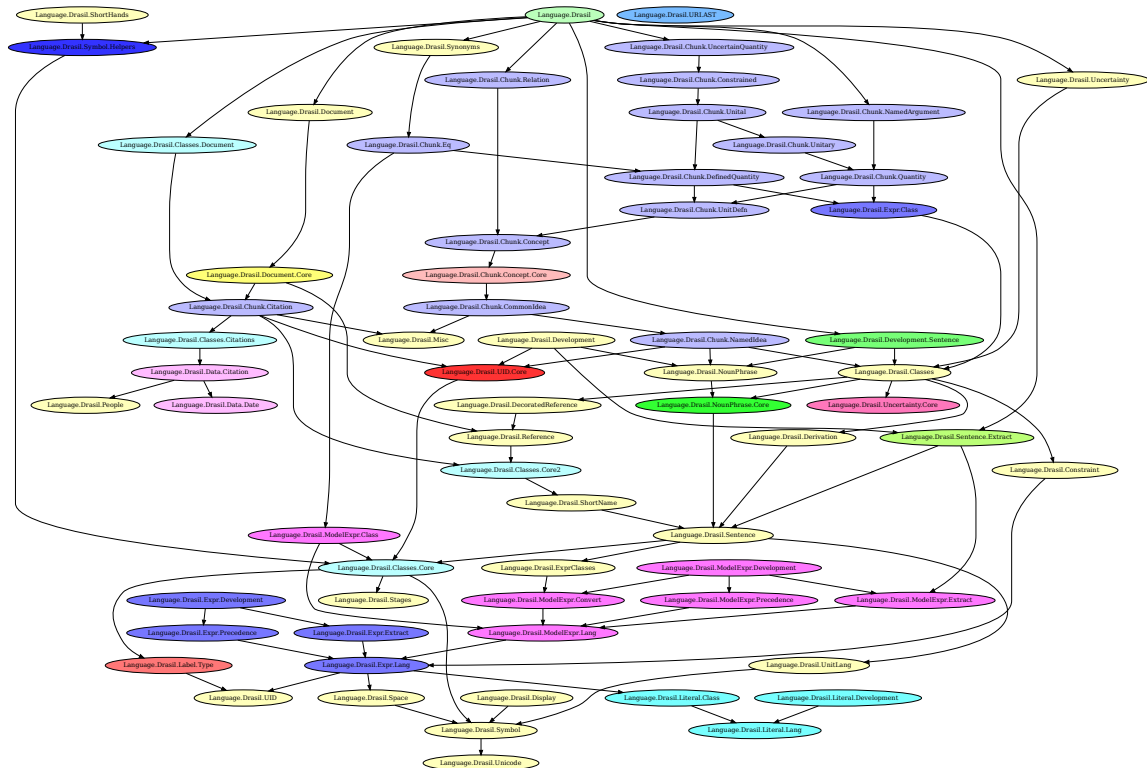 Language.Drasil.ShortHands
Language.Drasil
Language.Drasil.URI.AST
Language.Drasil.Symbol.Helpers
Language.Drasil.Synonyms
Language.Drasil.Chunk.UncertainQuantity
Language.Drasil.Chunk.Relation
Language.Drasil.Chunk.Constrained
Language.Drasil.Uncertainty
Language.Drasil.Document
Language.Drasil.Chunk.Unital
Language.Drasil.Chunk.NamedArgument
Language.Drasil.Classes.Document
Language.Drasil.Chunk.Eq
Language.Drasil.Chunk.Unitary
Language.Drasil.Chunk.DefinedQuantity
Language.Drasil.Chunk.Quantity
Language.Drasil.Chunk.UnitDefn
Language.Drasil.Expr.Class
Language.Drasil.Chunk.Concept
Language.Drasil.Document.Core
Language.Drasil.Chunk.Concept.Core
Language.Drasil.Chunk.Citation
Language.Drasil.Chunk.CommonIdea
Language.Drasil.Classes.Citations
Language.Drasil.Misc
Language.Drasil.Development
Language.Drasil.Chunk.NamedIdea
Language.Drasil.Development.Sentence
Language.Drasil.Data.Citation
Language.Drasil.UID.Core
Language.Drasil.NounPhrase
Language.Drasil.Classes
Language.Drasil.People
Language.Drasil.Data.Date
Language.Drasil.DecoratedReference
Language.Drasil.NounPhrase.Core
Language.Drasil.Uncertainty.Core
Language.Drasil.Reference
Language.Drasil.Derivation
Language.Drasil.Sentence.Extract
Language.Drasil.Classes.Core2
Language.Drasil.Constraint
Language.Drasil.ShortName
Language.Drasil.ModelExpr.Class
Language.Drasil.Sentence
Language.Drasil.Classes.Core
Language.Drasil.ExprClasses
Language.Drasil.ModelExpr.Development
Language.Drasil.Expr.Development
Language.Drasil.Stages
Language.Drasil.ModelExpr.Convert
Language.Drasil.ModelExpr.Precedence
Language.Drasil.ModelExpr.Extract
Language.Drasil.Expr.Precedence
Language.Drasil.Expr.Extract
Language.Drasil.ModelExpr.Lang
Language.Drasil.Label.Type
Language.Drasil.Expr.Lang
Language.Drasil.UnitLang
Language.Drasil.UID
Language.Drasil.Space
Language.Drasil.Display
Language.Drasil.Literal.Class
Language.Drasil.Literal.Development
Language.Drasil.Symbol
Language.Drasil.Literal.Lang
Language.Drasil.Unicode